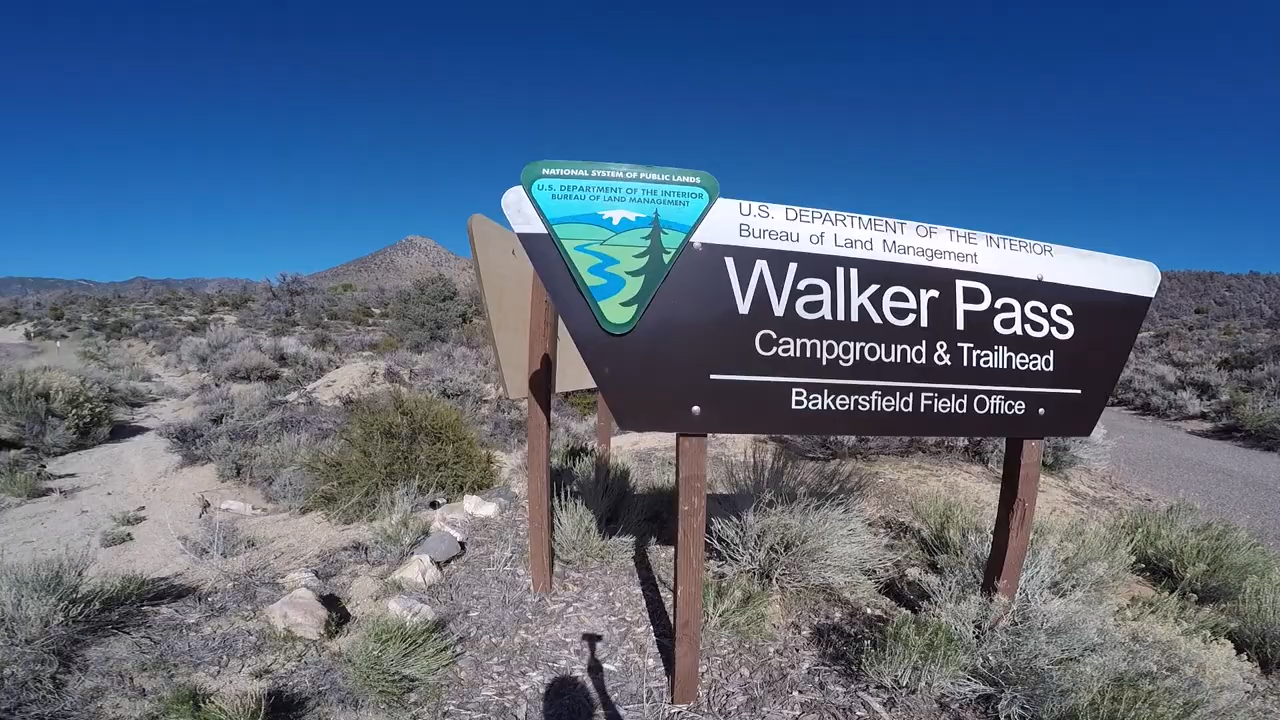 NATIONAL SYSTEM OF PUBLIC LANDS
U.S. DEPARTMENT OF THE INTERIOR
BUREAU OF LAND MANAGEMENT
U.S. DEPARTMENT OF THE INTERIOR
Bureau of Land Management
Walker Pass
Campground & Trailhead
Bakersfield Field Office